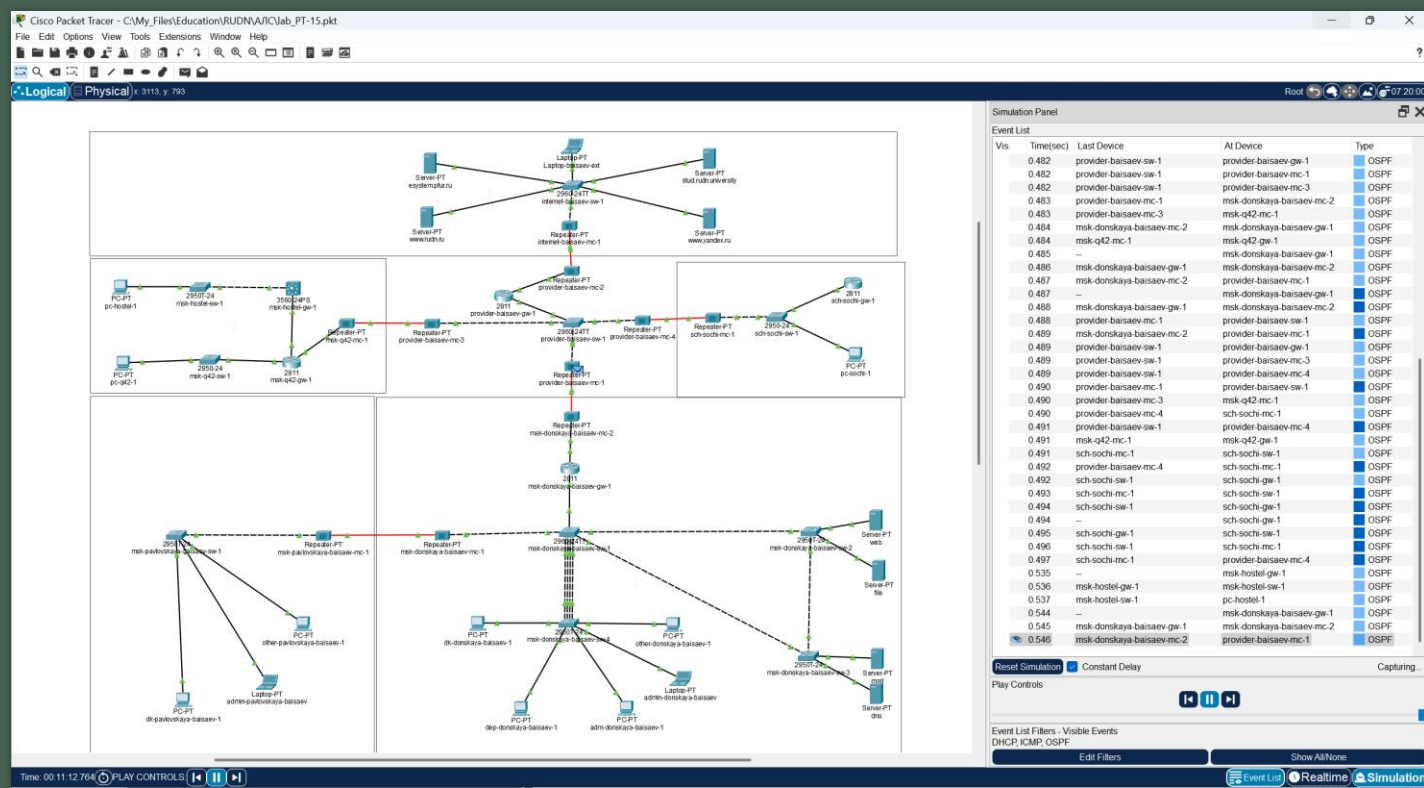 Cisco Packet Tracer - C:\My_Files\Education\RUDN\АЛС\lab_PT-15.pkt
File Edit Options View Tools Extensions Window Help
?
Logical Physical x: 3113, y: 793
Root 07:20:00
Laptop-PT
Laptop-baisaev-ext
Server-PT
esystem.pfur.ru
Server-PT
stud.rudn.university
2960-24TT
internet-baisaev-sw-1
Server-PT
www.rudn.ru
Server-PT
www.yandex.ru
Repeater-PT
internet-baisaev-mc-1
Repeater-PT
provider-baisaev-mc-2
2811
provider-baisaev-gw-1
2960-24TT
provider-baisaev-sw-1
Repeater-PT
provider-baisaev-mc-4
Repeater-PT
sch-sochi-mc-1
2950-24
sch-sochi-sw-1
2811
sch-sochi-gw-1
PC-PT
pc-sochi-1
PC-PT
pc-hostel-1
2950T-24
msk-hostel-sw-1
3560-24PS
msk-hostel-gw-1
Repeater-PT
msk-q42-mc-1
Repeater-PT
provider-baisaev-mc-3
PC-PT
pc-q42-1
2950-24
msk-q42-sw-1
2811
msk-q42-gw-1
Repeater-PT
provider-baisaev-mc-1
Repeater-PT
msk-donskaya-baisaev-mc-2
2811
msk-donskaya-baisaev-gw-1
2950T-24
msk-pavlovskaya-baisaev-sw-1
Repeater-PT
msk-pavlovskaya-baisaev-mc-1
Repeater-PT
msk-donskaya-baisaev-mc-1
2960-24TT
msk-donskaya-baisaev-sw-1
2950T-24
msk-donskaya-baisaev-sw-2
Server-PT
web
Server-PT
file
PC-PT
other-pavlovskaya-baisaev-1
Laptop-PT
admin-pavlovskaya-baisaev
PC-PT
dk-pavlovskaya-baisaev-1
PC-PT
dk-donskaya-baisaev-1
2950T-24
msk-donskaya-baisaev-sw-4
PC-PT
other-donskaya-baisaev-1
Laptop-PT
admin-donskaya-baisaev
PC-PT
dep-donskaya-baisaev-1
PC-PT
adm-donskaya-baisaev-1
2950T-24
msk-donskaya-baisaev-sw-3
Server-PT
mail
Server-PT
dns
Simulation Panel
Event List
Vis. Time(sec) Last Device At Device Type
0.482 provider-baisaev-sw-1 provider-baisaev-gw-1 OSPF
0.482 provider-baisaev-sw-1 provider-baisaev-mc-1 OSPF
0.482 provider-baisaev-sw-1 provider-baisaev-mc-3 OSPF
0.483 provider-baisaev-mc-1 msk-donskaya-baisaev-mc-2 OSPF
0.483 provider-baisaev-mc-3 msk-q42-mc-1 OSPF
0.484 msk-donskaya-baisaev-mc-2 msk-donskaya-baisaev-gw-1 OSPF
0.484 msk-q42-mc-1 msk-q42-gw-1 OSPF
0.485 -- msk-donskaya-baisaev-gw-1 OSPF
0.486 msk-donskaya-baisaev-gw-1 msk-donskaya-baisaev-mc-2 OSPF
0.487 msk-donskaya-baisaev-mc-2 provider-baisaev-mc-1 OSPF
0.487 -- msk-donskaya-baisaev-gw-1 OSPF
0.488 msk-donskaya-baisaev-gw-1 msk-donskaya-baisaev-mc-2 OSPF
0.488 provider-baisaev-mc-1 provider-baisaev-sw-1 OSPF
0.489 msk-donskaya-baisaev-mc-2 provider-baisaev-mc-1 OSPF
0.489 provider-baisaev-sw-1 provider-baisaev-gw-1 OSPF
0.489 provider-baisaev-sw-1 provider-baisaev-mc-3 OSPF
0.489 provider-baisaev-sw-1 provider-baisaev-mc-4 OSPF
0.490 provider-baisaev-mc-1 provider-baisaev-sw-1 OSPF
0.490 provider-baisaev-mc-3 msk-q42-mc-1 OSPF
0.490 provider-baisaev-mc-4 sch-sochi-mc-1 OSPF
0.491 provider-baisaev-sw-1 provider-baisaev-mc-4 OSPF
0.491 msk-q42-mc-1 msk-q42-gw-1 OSPF
0.491 sch-sochi-mc-1 sch-sochi-sw-1 OSPF
0.492 provider-baisaev-mc-4 sch-sochi-mc-1 OSPF
0.492 sch-sochi-sw-1 sch-sochi-gw-1 OSPF
0.493 sch-sochi-mc-1 sch-sochi-sw-1 OSPF
0.494 sch-sochi-sw-1 sch-sochi-gw-1 OSPF
0.494 -- sch-sochi-gw-1 OSPF
0.495 sch-sochi-gw-1 sch-sochi-sw-1 OSPF
0.496 sch-sochi-sw-1 sch-sochi-mc-1 OSPF
0.497 sch-sochi-mc-1 provider-baisaev-mc-4 OSPF
0.535 -- msk-hostel-gw-1 OSPF
0.536 msk-hostel-gw-1 msk-hostel-sw-1 OSPF
0.537 msk-hostel-sw-1 pc-hostel-1 OSPF
0.544 -- msk-donskaya-baisaev-gw-1 OSPF
0.545 msk-donskaya-baisaev-gw-1 msk-donskaya-baisaev-mc-2 OSPF
0.546 msk-donskaya-baisaev-mc-2 provider-baisaev-mc-1 OSPF
Reset Simulation Constant Delay Capturing...
Play Controls
Event List Filters - Visible Events
DHCP, ICMP, OSPF
Edit Filters Show All/None
Time: 00:11:12.764 PLAY CONTROLS: Event List Realtime Simulation